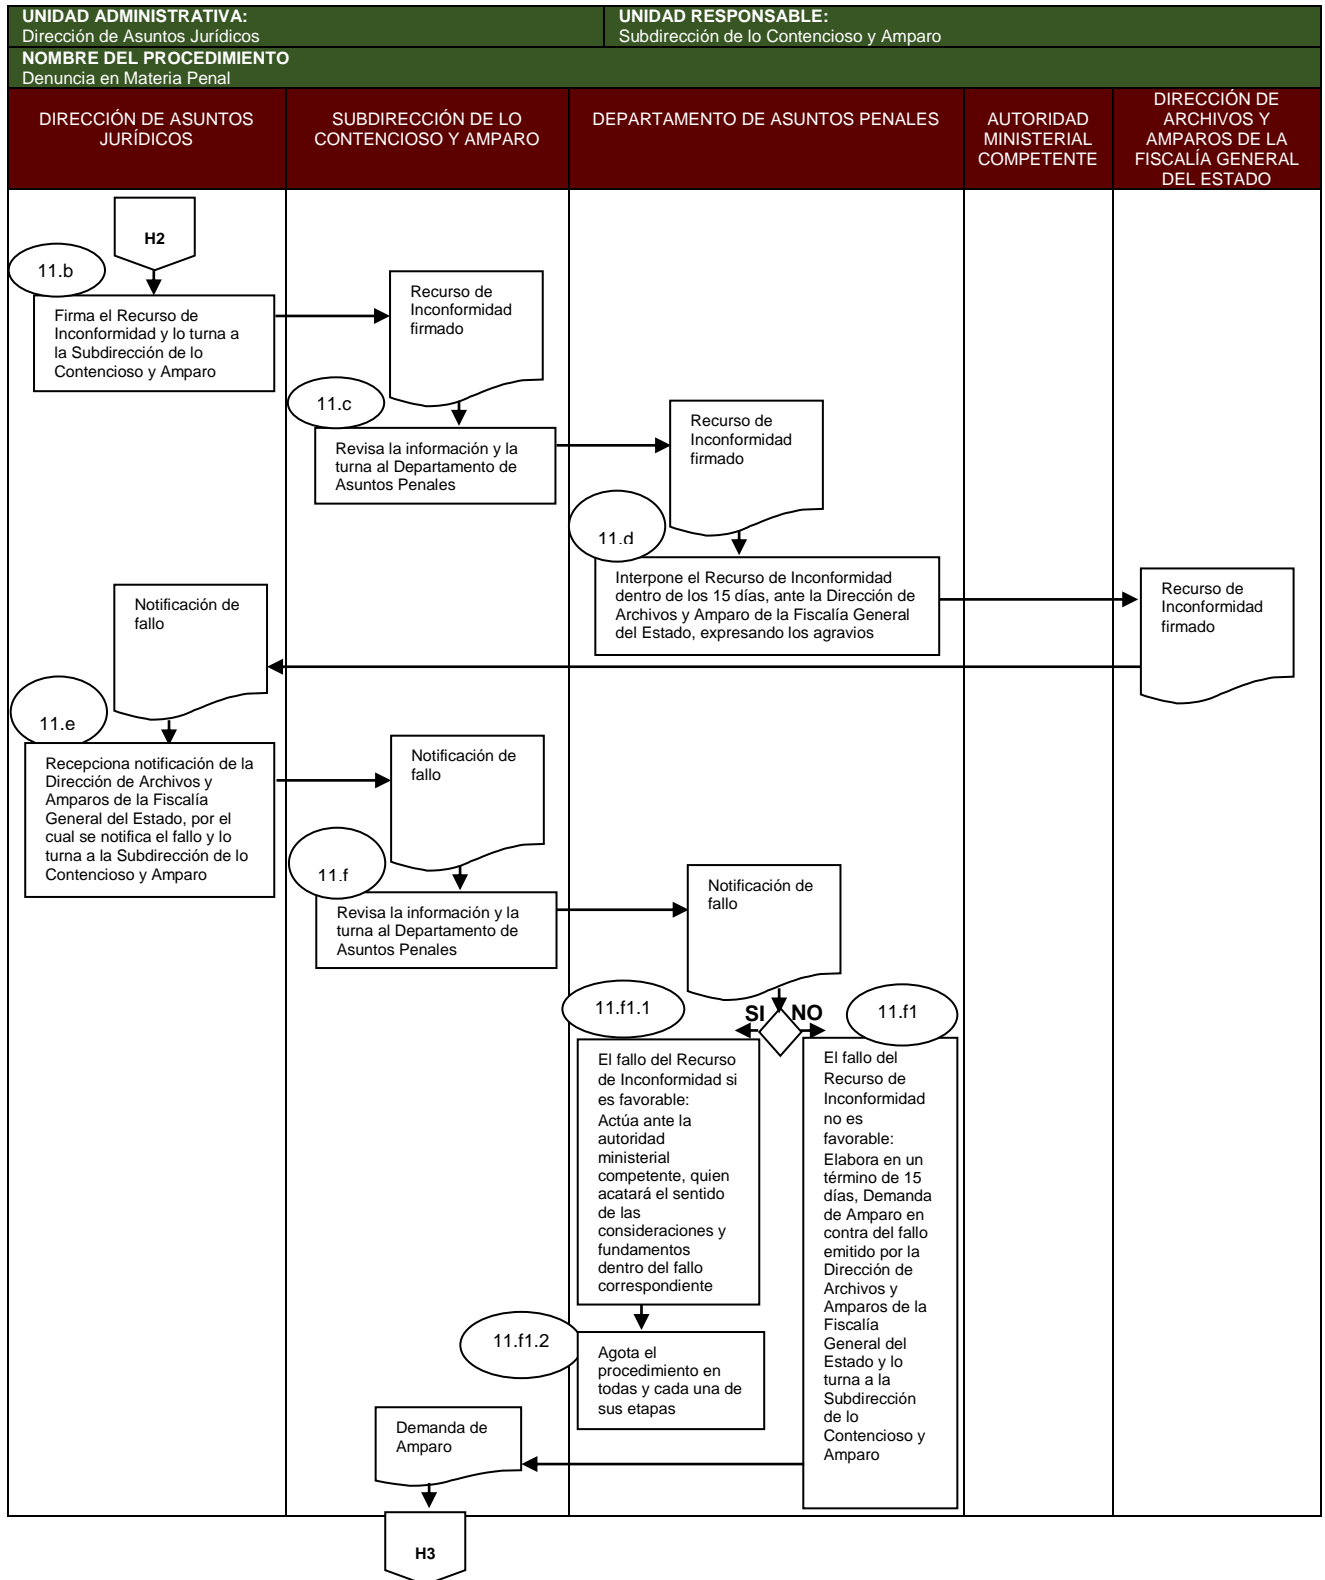 UNIDAD ADMINISTRATIVA:
Dirección de Asuntos Jurídicos
UNIDAD RESPONSABLE:
Subdirección de lo Contencioso y Amparo
NOMBRE DEL PROCEDIMIENTO
Denuncia en Materia Penal
DIRECCIÓN DE ASUNTOS
JURÍDICOS
SUBDIRECCIÓN DE LO
CONTENCIOSO Y AMPARO
DEPARTAMENTO DE ASUNTOS PENALES
AUTORIDAD
MINISTERIAL
COMPETENTE
DIRECCIÓN DE
ARCHIVOS Y
AMPAROS DE LA
FISCALÍA GENERAL
DEL ESTADO
H2
11.b
Firma el Recurso de
Inconformidad y lo turna a
la Subdirección de lo
Contencioso y Amparo
Recurso de
Inconformidad
firmado
11.c
Revisa la información y la
turna al Departamento de
Asuntos Penales
Recurso de
Inconformidad
firmado
11.d
Interpone el Recurso de Inconformidad
dentro de los 15 días, ante la Dirección de
Archivos y Amparo de la Fiscalía General
del Estado, expresando los agravios
Recurso de
Inconformidad
firmado
Notificación de
fallo
11.e
Recepciona notificación de la
Dirección de Archivos y
Amparos de la Fiscalía
General del Estado, por el
cual se notifica el fallo y lo
turna a la Subdirección de lo
Contencioso y Amparo
Notificación de
fallo
11.f
Revisa la información y la
turna al Departamento de
Asuntos Penales
Notificación de
fallo
SI
NO
11.f1.1
El fallo del Recurso
de Inconformidad si
es favorable:
Actúa ante la
autoridad
ministerial
competente, quien
acatará el sentido
de las
consideraciones y
fundamentos
dentro del fallo
correspondiente
11.f1
El fallo del
Recurso de
Inconformidad
no es
favorable:
Elabora en un
término de 15
días, Demanda
de Amparo en
contra del fallo
emitido por la
Dirección de
Archivos y
Amparos de la
Fiscalía
General del
Estado y lo
turna a la
Subdirección
de lo
Contencioso y
Amparo
11.f1.2
Agota el
procedimiento en
todas y cada una de
sus etapas
Demanda de
Amparo
H3